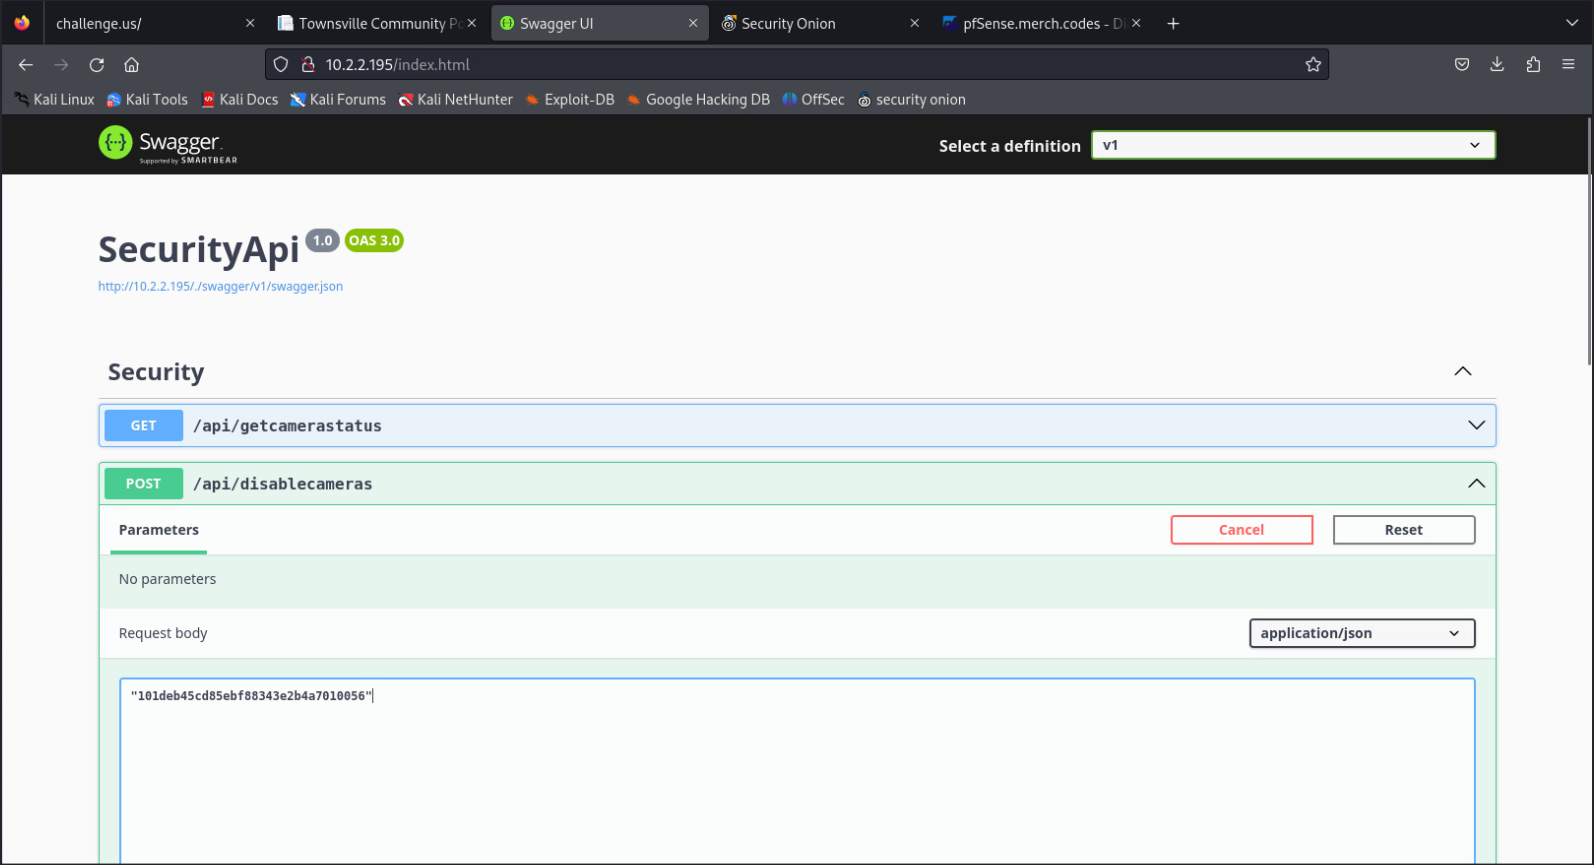 challenge.us/ Townsville Community Po Swagger UI Security Onion pfSense.merch.codes - Di
10.2.2.195/index.html
Kali Linux Kali Tools Kali Docs Kali Forums Kali NetHunter Exploit-DB Google Hacking DB OffSec security onion
Swagger.
Supported by SMARTBEAR
Select a definition v1
SecurityApi 1.0 OAS 3.0
http://10.2.2.195/./swagger/v1/swagger.json
Security
GET /api/getcamerastatus
POST /api/disablecameras
Parameters Cancel Reset
No parameters
Request body application/json
"101deb45cd85ebf88343e2b4a7010056"